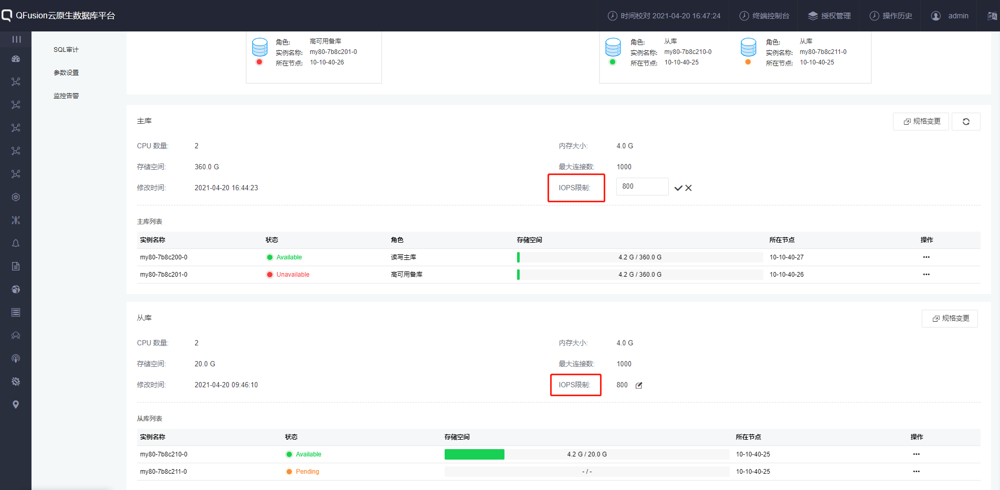 QFusion云原生数据库平台
时间校对 2021-04-20 16:47:24
终端控制台
授权管理
操作历史
admin
SQL审计
参数设置
监控告警
角色: 高可用备库
实例名称: my80-7b8c201-0
所在节点: 10-10-40-26
角色: 从库
实例名称: my80-7b8c210-0
所在节点: 10-10-40-25
角色: 从库
实例名称: my80-7b8c211-0
所在节点: 10-10-40-25
主库
规格变更
CPU 数量: 2
内存大小: 4.0 G
存储空间: 360.0 G
最大连接数: 1000
修改时间: 2021-04-20 16:44:23
IOPS限制: 800
主库列表
实例名称 状态 角色 存储空间 所在节点 操作
my80-7b8c200-0 Available 读写主库 4.2 G / 360.0 G 10-10-40-27 •••
my80-7b8c201-0 Unavailable 高可用备库 4.2 G / 360.0 G 10-10-40-26 •••
从库
规格变更
CPU 数量: 2
内存大小: 4.0 G
存储空间: 20.0 G
最大连接数: 1000
修改时间: 2021-04-20 09:46:10
IOPS限制: 800
从库列表
实例名称 状态 存储空间 所在节点 操作
my80-7b8c210-0 Available 4.2 G / 20.0 G 10-10-40-25 •••
my80-7b8c211-0 Pending - / - 10-10-40-25 •••